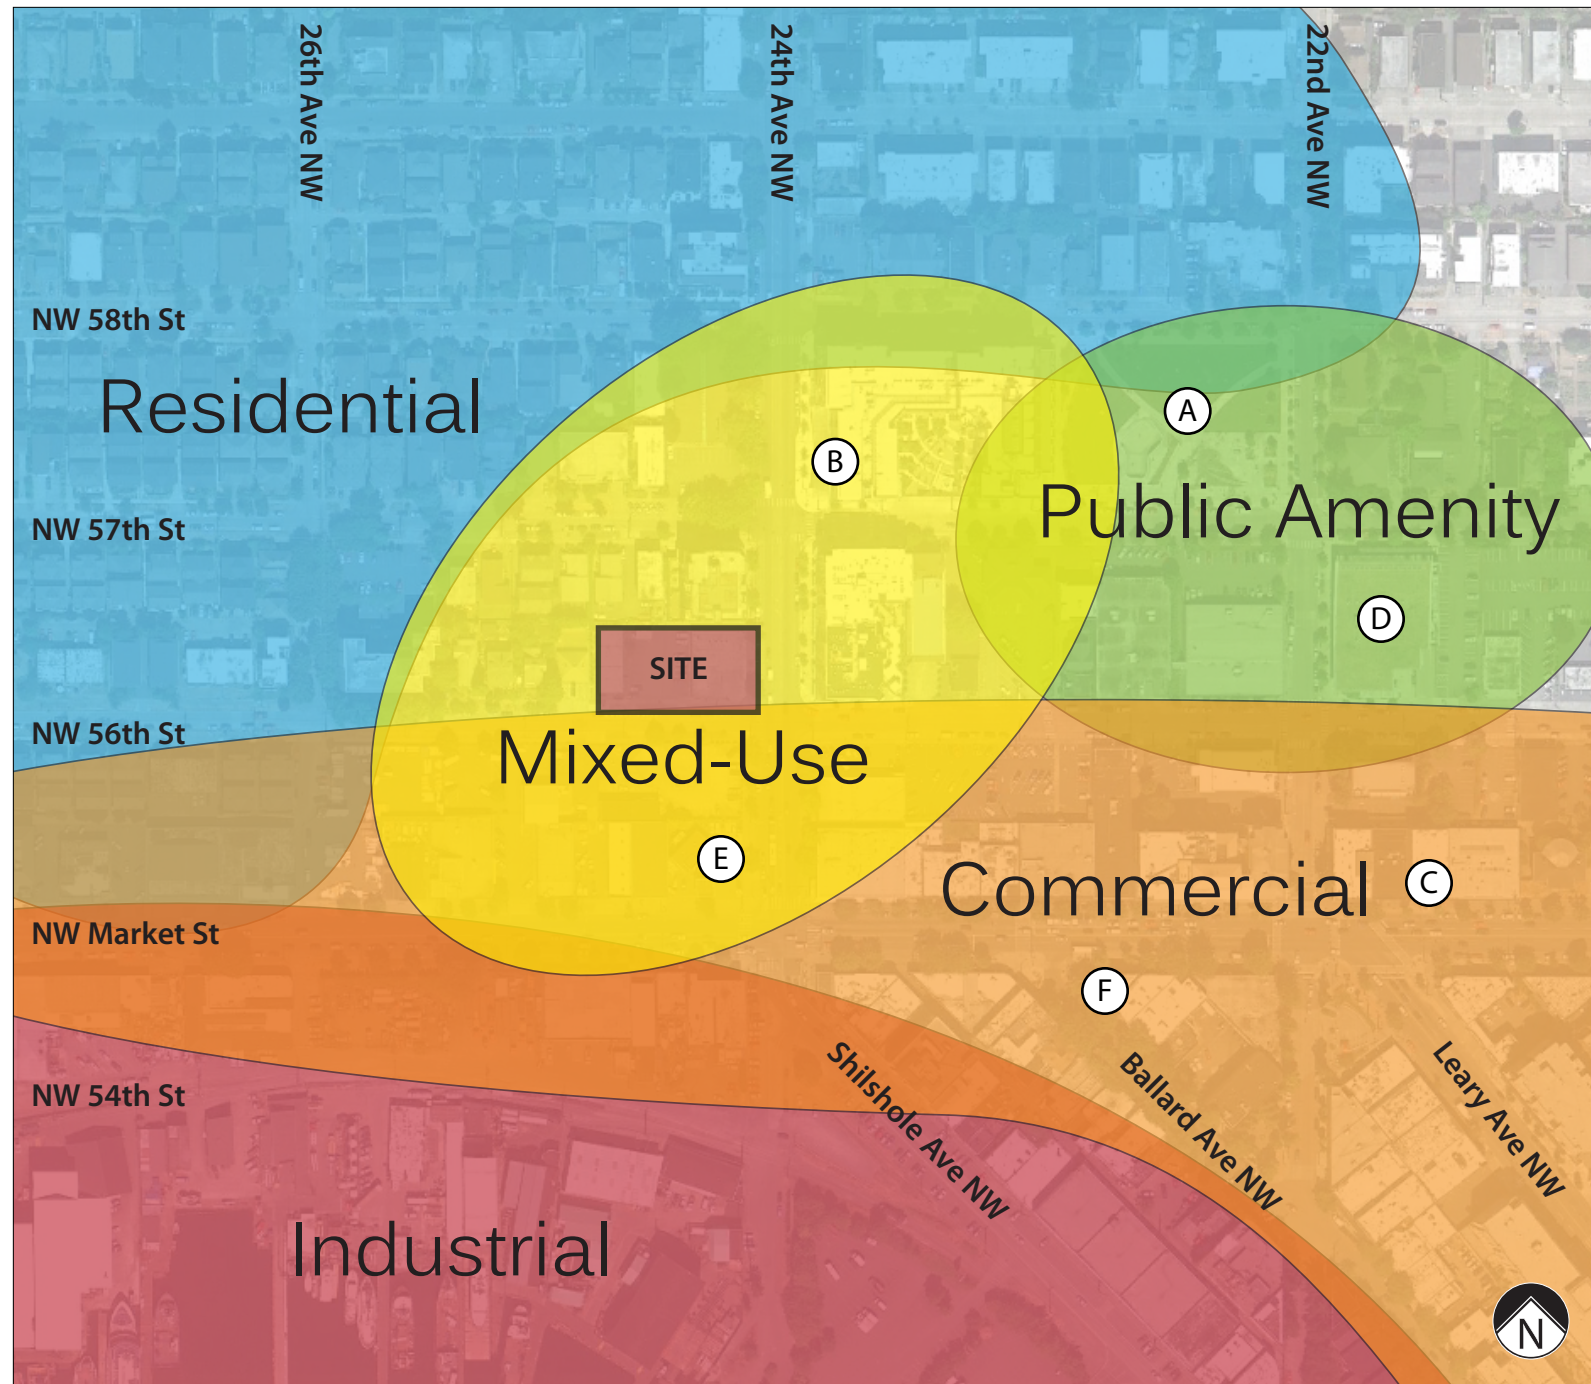 26th Ave NW
24th Ave NW
22nd Ave NW
NW 58th St
Residential
A
B
Public Amenity
NW 57th St
D
SITE
NW 56th St
Mixed-Use
E
Commercial
C
NW Market St
F
Shilshole Ave NW
Ballard Ave NW
Leary Ave NW
NW 54th St
Industrial
N